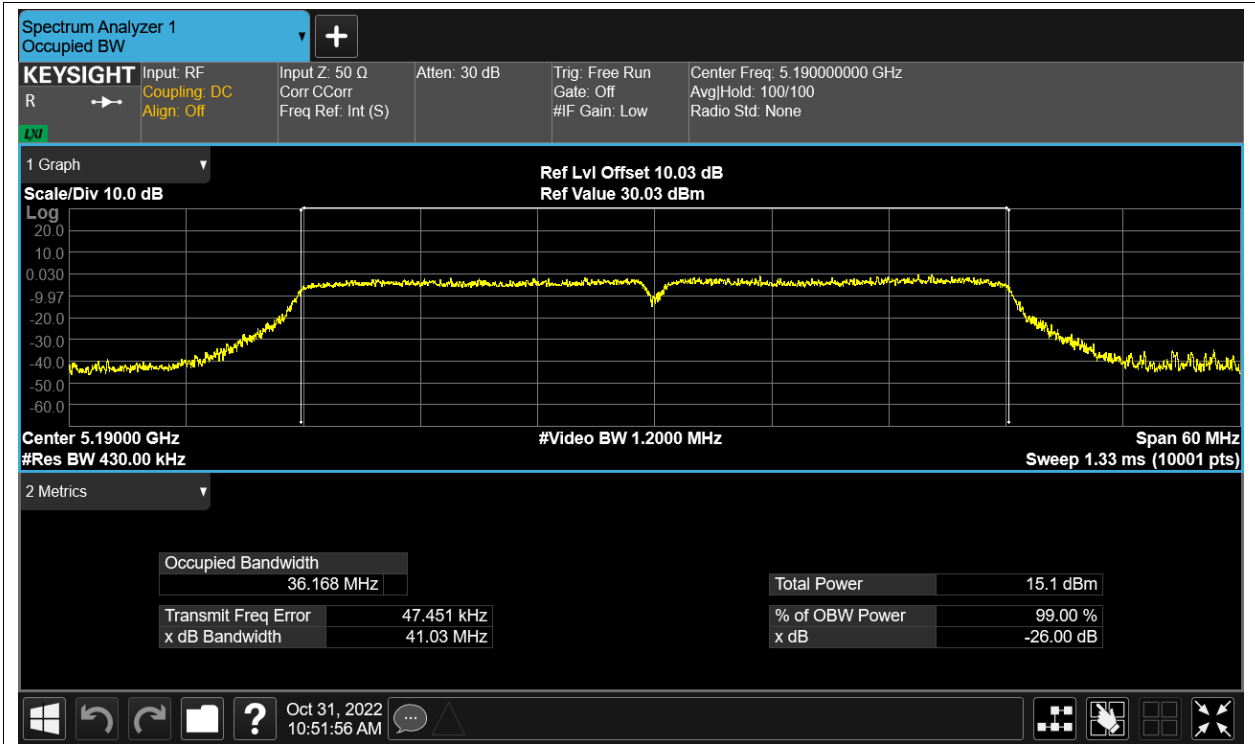 Spectrum Analyzer 1
Occupied BW
▼
+
KEYSIGHT
R
LXI
Input: RF
Coupling: DC
Align: Off
Input Z: 50 Ω
Corr CCorr
Freq Ref: Int (S)
Atten: 30 dB
Trig: Free Run
Gate: Off
#IF Gain: Low
Center Freq: 5.190000000 GHz
Avg|Hold: 100/100
Radio Std: None
1 Graph
Scale/Div 10.0 dB
Ref Lvl Offset 10.03 dB
Ref Value 30.03 dBm
Log
20.0
10.0
0.030
-9.97
-20.0
-30.0
-40.0
-50.0
-60.0
Center 5.19000 GHz
#Res BW 430.00 kHz
#Video BW 1.2000 MHz
Span 60 MHz
Sweep 1.33 ms (10001 pts)
2 Metrics
Occupied Bandwidth
36.168 MHz
Transmit Freq Error 47.451 kHz
x dB Bandwidth 41.03 MHz
Total Power 15.1 dBm
% of OBW Power 99.00 %
x dB -26.00 dB
?
Oct 31, 2022
10:51:56 AM